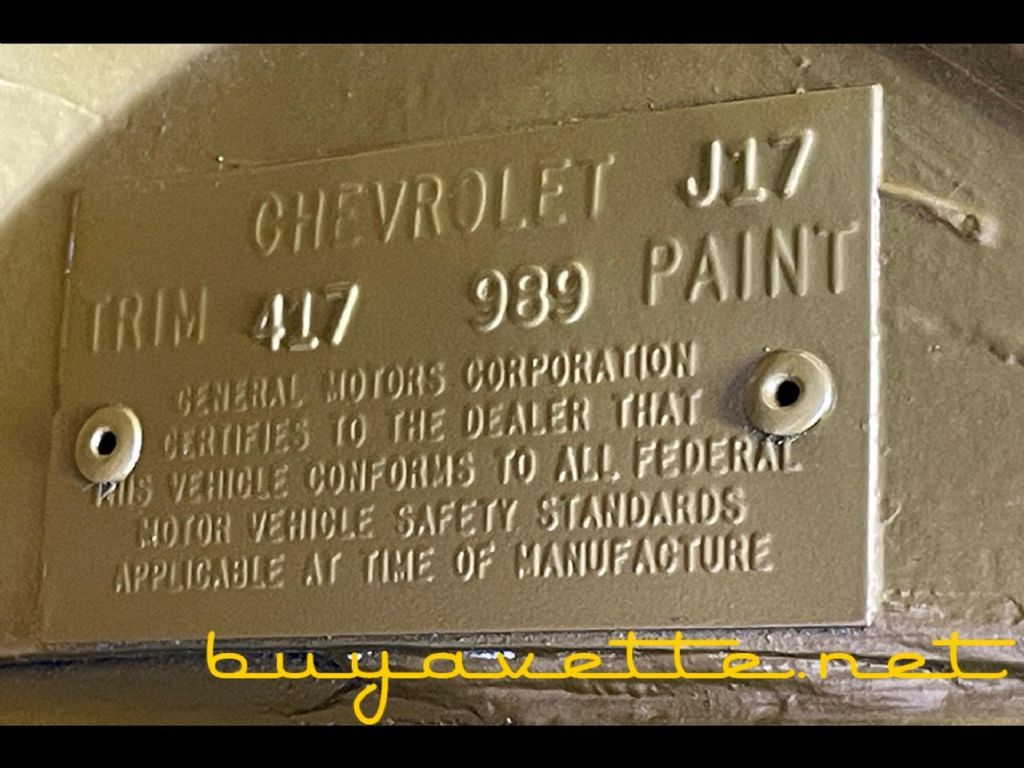 CHEVROLET J17
TRIM 417 989 PAINT
GENERAL MOTORS CORPORATION
CERTIFIES TO THE DEALER THAT
THIS VEHICLE CONFORMS TO ALL FEDERAL
MOTOR VEHICLE SAFETY STANDARDS
APPLICABLE AT TIME OF MANUFACTURE
buyavette.net